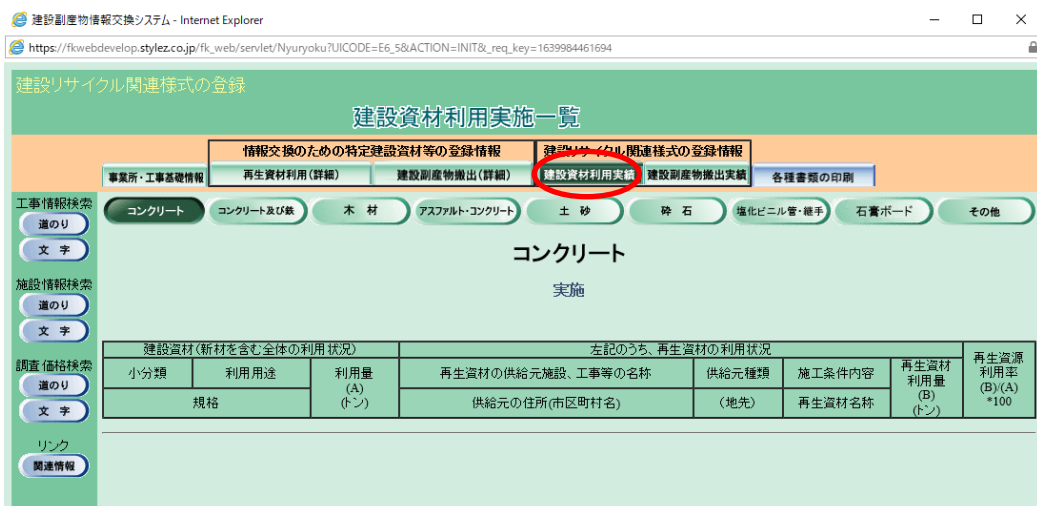 建設副産物情報交換システム - Internet Explorer
https://fkwebdevelop.stylez.co.jp/fk_web/servlet/Nyuryoku?UICODE=E6_5&ACTION=INIT&_req_key=1639984461694
建設リサイクル関連様式の登録
建設資材利用実施一覧
情報交換のための特定建設資材等の登録情報
建設リサイクル関連様式の登録情報
事業所・工事基礎情報
再生資材利用(詳細)
建設副産物搬出(詳細)
建設資材利用実績
建設副産物搬出実績
各種書類の印刷
工事情報検索
道のり
文 字
施設情報検索
道のり
文 字
調査価格検索
道のり
文 字
リンク
関連情報
コンクリート
コンクリート及び鉄
木 材
アスファルト・コンクリート
土 砂
砕 石
塩化ビニル管・継手
石膏ボード
その他
コンクリート
実施
建設資材(新材を含む全体の利用状況)
左記のうち、再生資材の利用状況
再生資源
利用率
(B)/(A)
*100
小分類
利用用途
利用量
(A)
(トン)
再生資材の供給元施設、工事等の名称
供給元種類
施工条件内容
再生資材
利用量
(B)
(トン)
規格
供給元の住所(市区町村名)
(地先)
再生資材名称